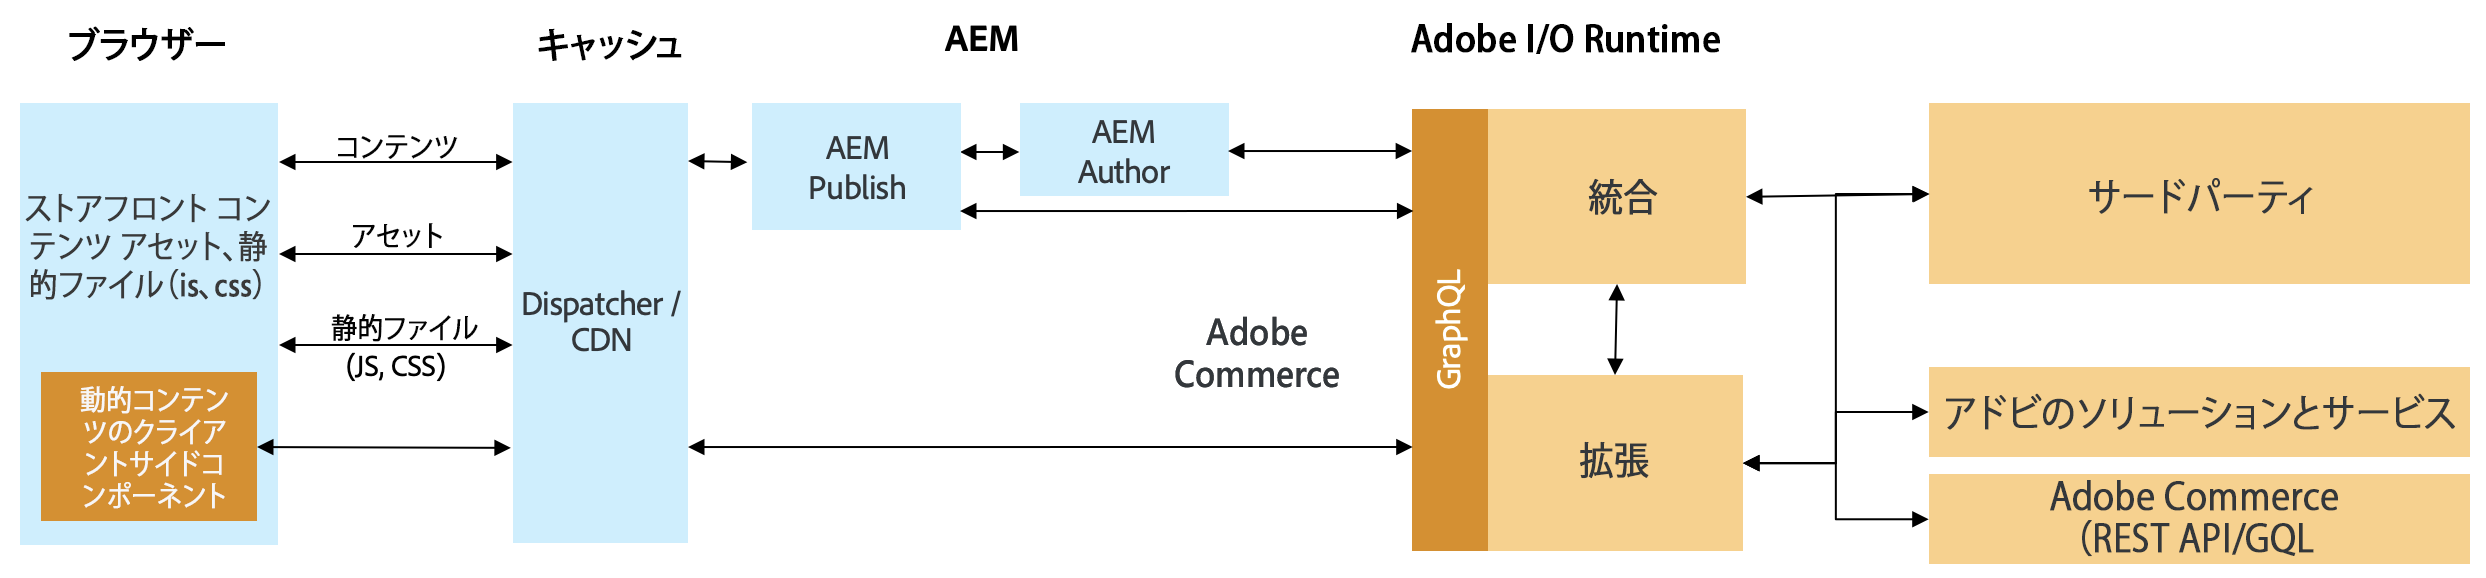 ブラウザー
キャッシュ
AEM
Adobe I/O Runtime
ストアフロント コン
テンツ アセット、静
的ファイル（is、css）
動的コンテン
ツのクライア
ントサイドコ
ンポーネント
コンテンツ
アセット
静的ファイル
(JS, CSS)
Dispatcher /
CDN
AEM
Publish
AEM
Author
Adobe
Commerce
GraphQL
統合
拡張
サードパーティ
アドビのソリューションとサービス
Adobe Commerce
（REST API/GQL